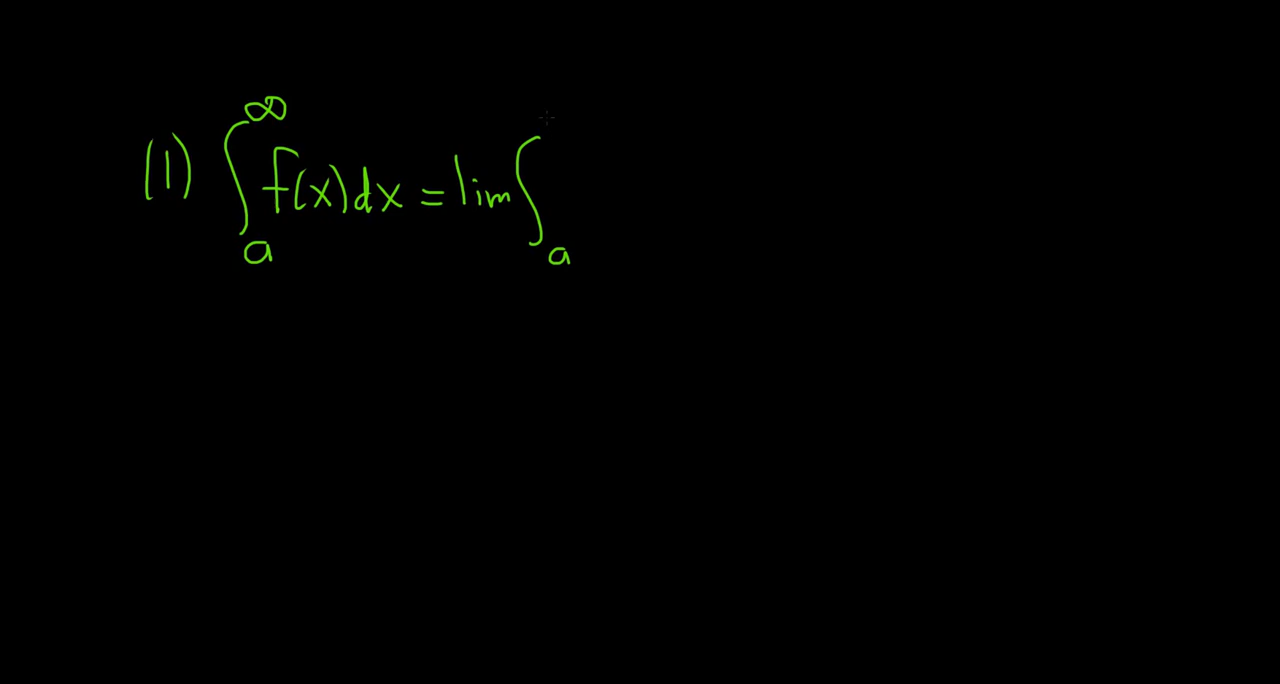 (1) ∫_a^∞ f(x)dx = lim ∫_a